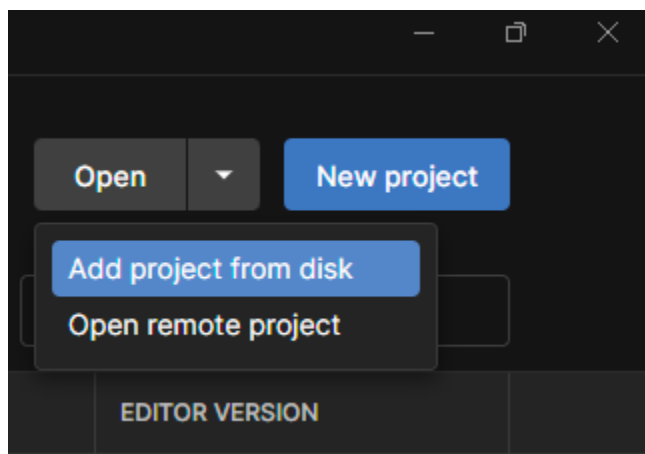 Open
New project
Add project from disk
Open remote project
EDITOR VERSION